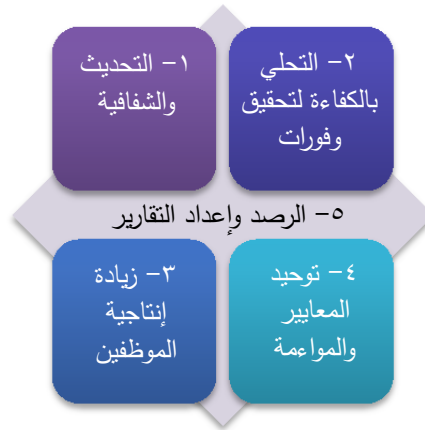 ١- التحديث
والشفافية
٢- التحلي
بالكفاءة لتحقيق
وفورات
٥- الرصد وإعداد التقارير
٣- زيادة
إنتاجية
الموظفين
٤- توحيد
المعايير
والمواءمة